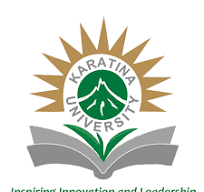 KARATINA
UNIVERSITY
Inspiring Innovation and Leadership